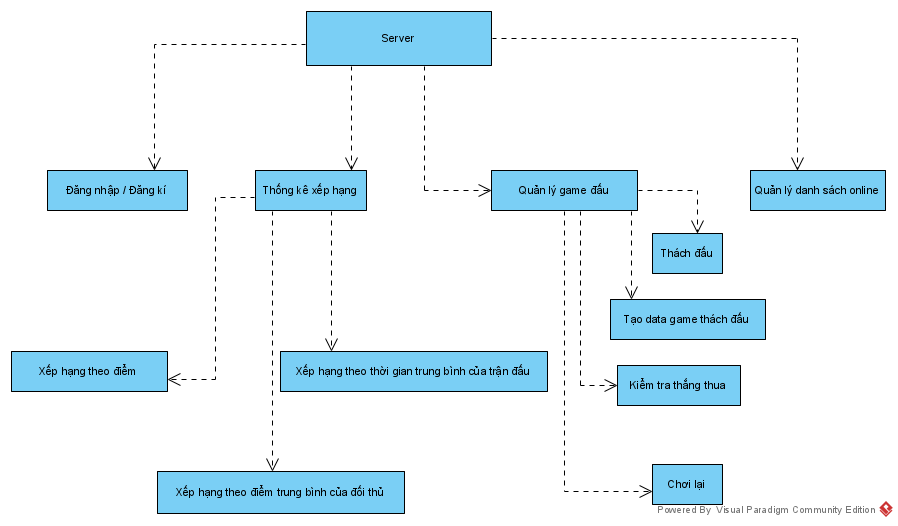 Server
Đăng nhập / Đăng kí
Thống kê xếp hạng
Quản lý game đấu
Quản lý danh sách online
Thách đấu
Tạo data game thách đấu
Xếp hạng theo điểm
Xếp hạng theo thời gian trung bình của trận đấu
Kiểm tra thắng thua
Xếp hạng theo điểm trung bình của đối thủ
Chơi lại
Powered By Visual Paradigm Community Edition